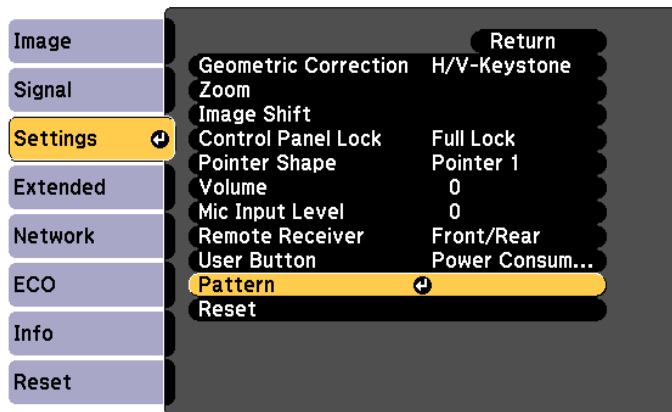 Image
Signal
Settings
Extended
Network
ECO
Info
Reset
Return
Geometric Correction H/V-Keystone
Zoom
Image Shift
Control Panel Lock Full Lock
Pointer Shape Pointer 1
Volume 0
Mic Input Level 0
Remote Receiver Front/Rear
User Button Power Consum...
Pattern
Reset